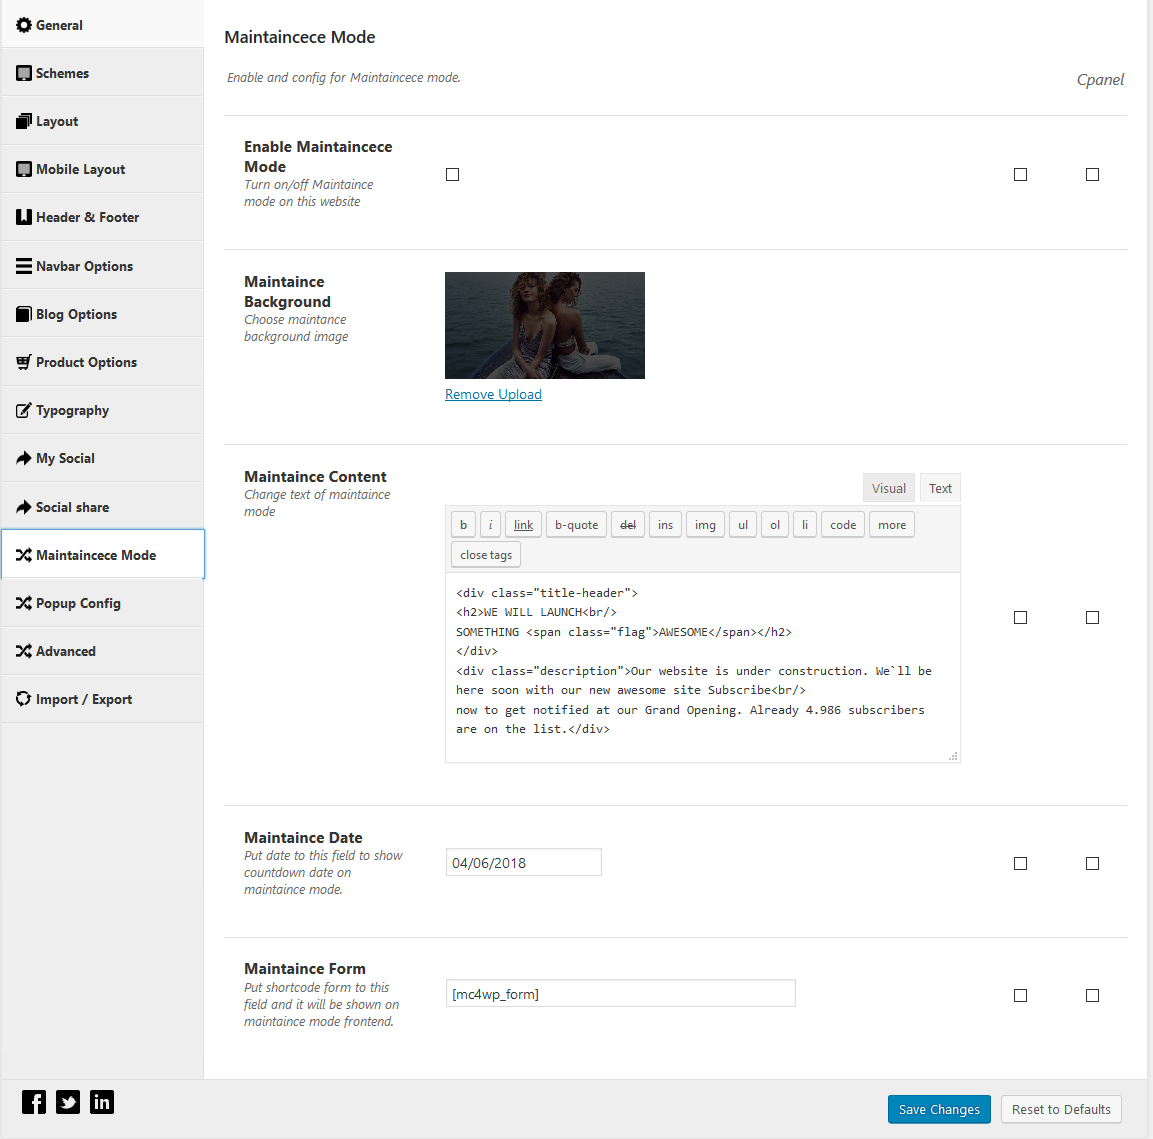 General
Schemes
Layout
Mobile Layout
Header & Footer
Navbar Options
Blog Options
Product Options
Typography
My Social
Social share
Maintaincece Mode
Popup Config
Advanced
Import / Export
Maintaincece Mode
Enable and config for Maintaincece mode.
Cpanel
Enable Maintaincece
Mode
Turn on/off Maintaince
mode on this website
Maintaince
Background
Choose maintance
background image
Remove Upload
Maintaince Content
Change text of maintaince
mode
Visual Text
b i link b-quote del ins img ul ol li code more
close tags
<div class="title-header">
<h2>WE WILL LAUNCH<br/>
SOMETHING <span class="flag">AWESOME</span></h2>
</div>
<div class="description">Our website is under construction. We`ll be
here soon with our new awesome site Subscribe<br/>
now to get notified at our Grand Opening. Already 4.986 subscribers
are on the list.</div>
Maintaince Date
Put date to this field to show
countdown date on
maintaince mode.
04/06/2018
Maintaince Form
Put shortcode form to this
field and it will be shown on
maintaince mode frontend.
[mc4wp_form]
Save Changes Reset to Defaults